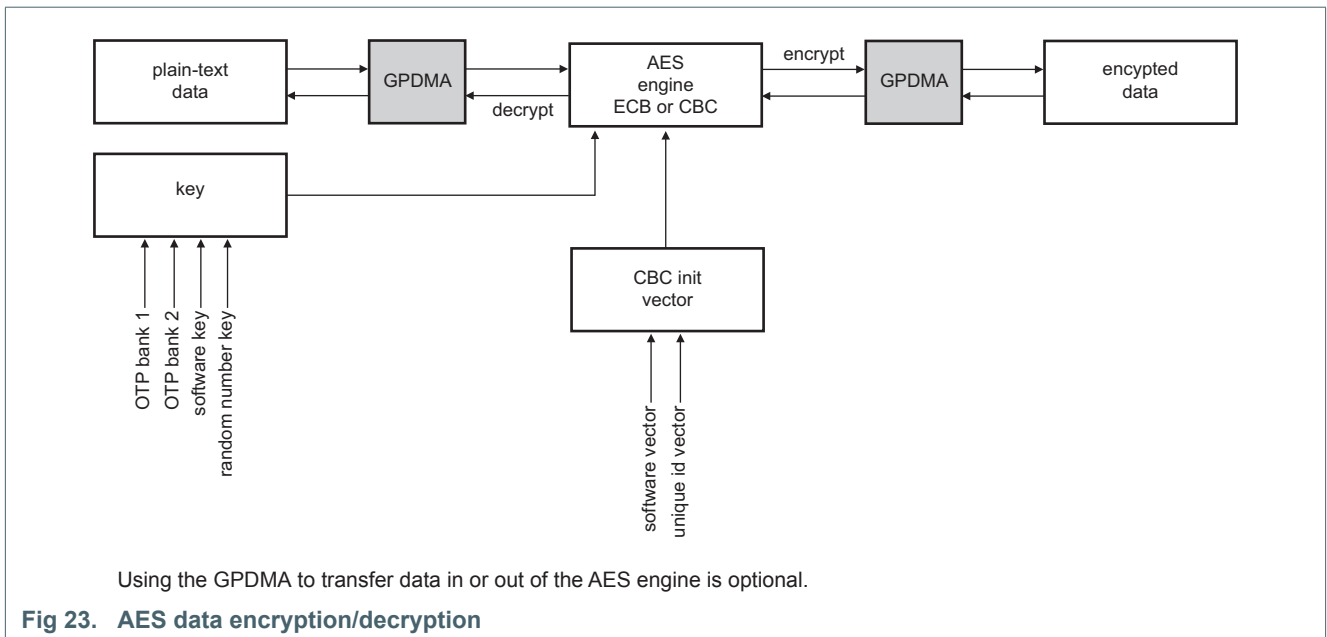 plain-text
data
GPDMA
decrypt
AES
engine
ECB or CBC
encrypt
GPDMA
encypted
data
key
OTP bank 1
OTP bank 2
software key
random number key
CBC init
vector
software vector
unique id vector
Using the GPDMA to transfer data in or out of the AES engine is optional.
Fig 23. AES data encryption/decryption